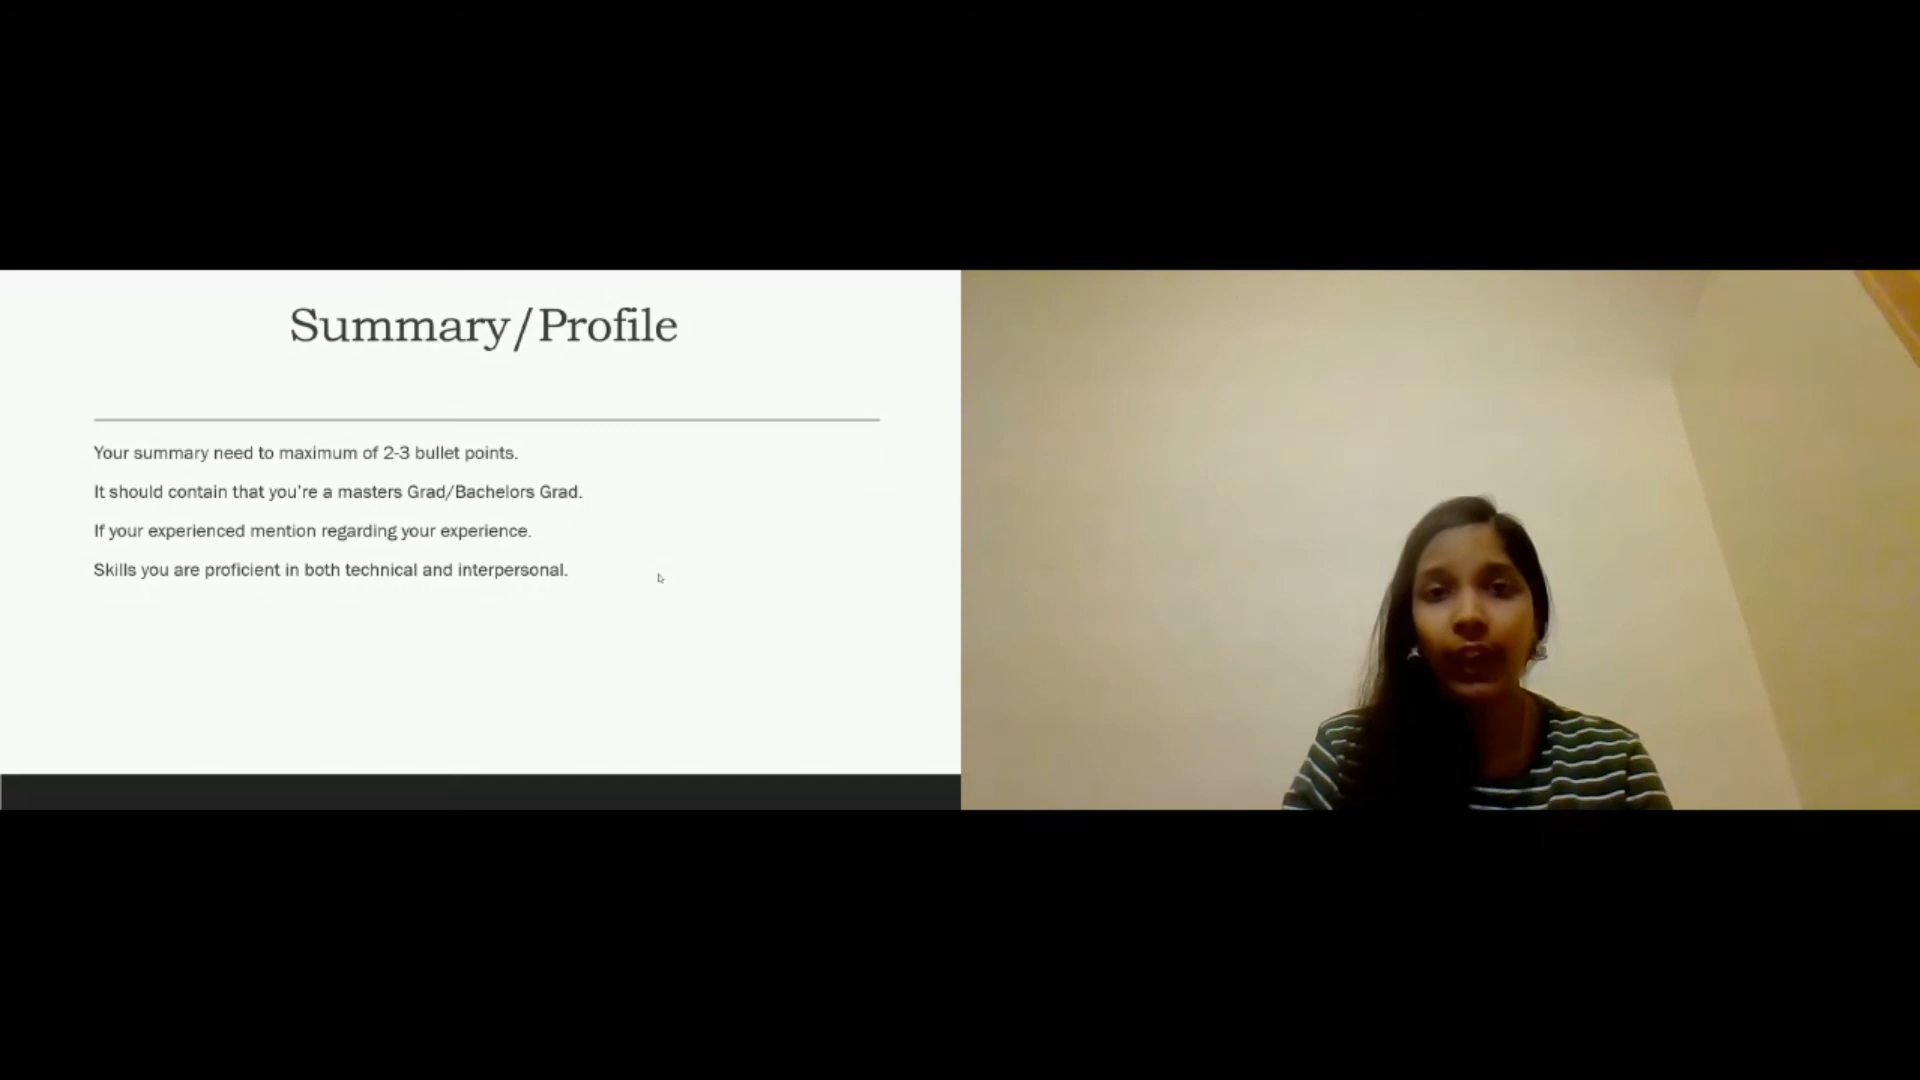 Summary/Profile
Your summary need to maximum of 2-3 bullet points.
It should contain that you're a masters Grad/Bachelors Grad.
If your experienced mention regarding your experience.
Skills you are proficient in both technical and interpersonal.